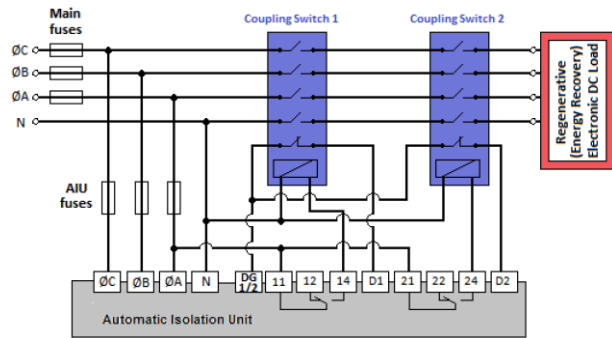 Main
fuses
Coupling Switch 1
Coupling Switch 2
ØC
ØB
ØA
N
Regenerative
(Energy Recovery)
Electronic DC Load
AIU
fuses
ØC ØB ØA N DG 1/2 11 12 14 D1 21 22 24 D2
Automatic Isolation Unit